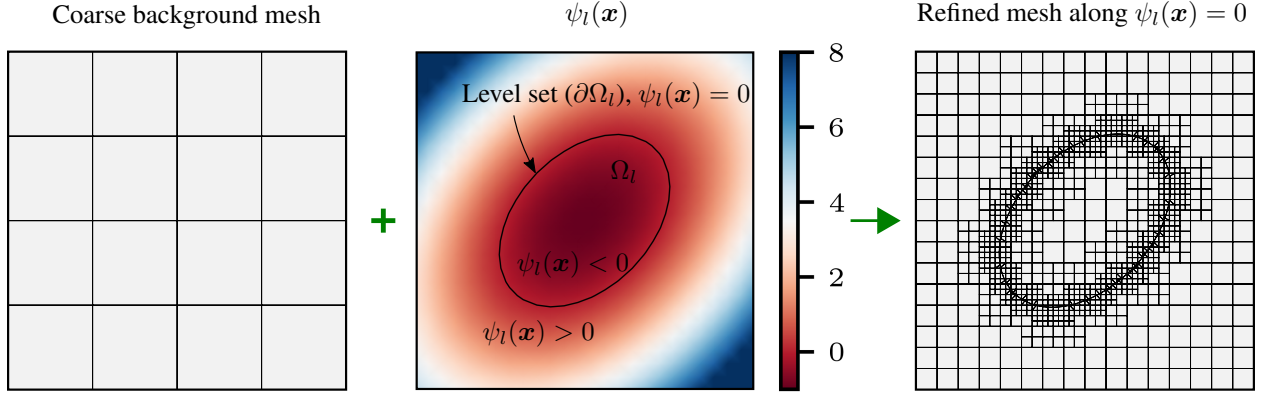 Coarse background mesh
ψ_l(𝒙)
Refined mesh along ψ_l(𝒙) = 0
Level set (∂Ω_l), ψ_l(𝒙) = 0
Ω_l
ψ_l(𝒙) < 0
ψ_l(𝒙) > 0
8
6
4
2
0
+